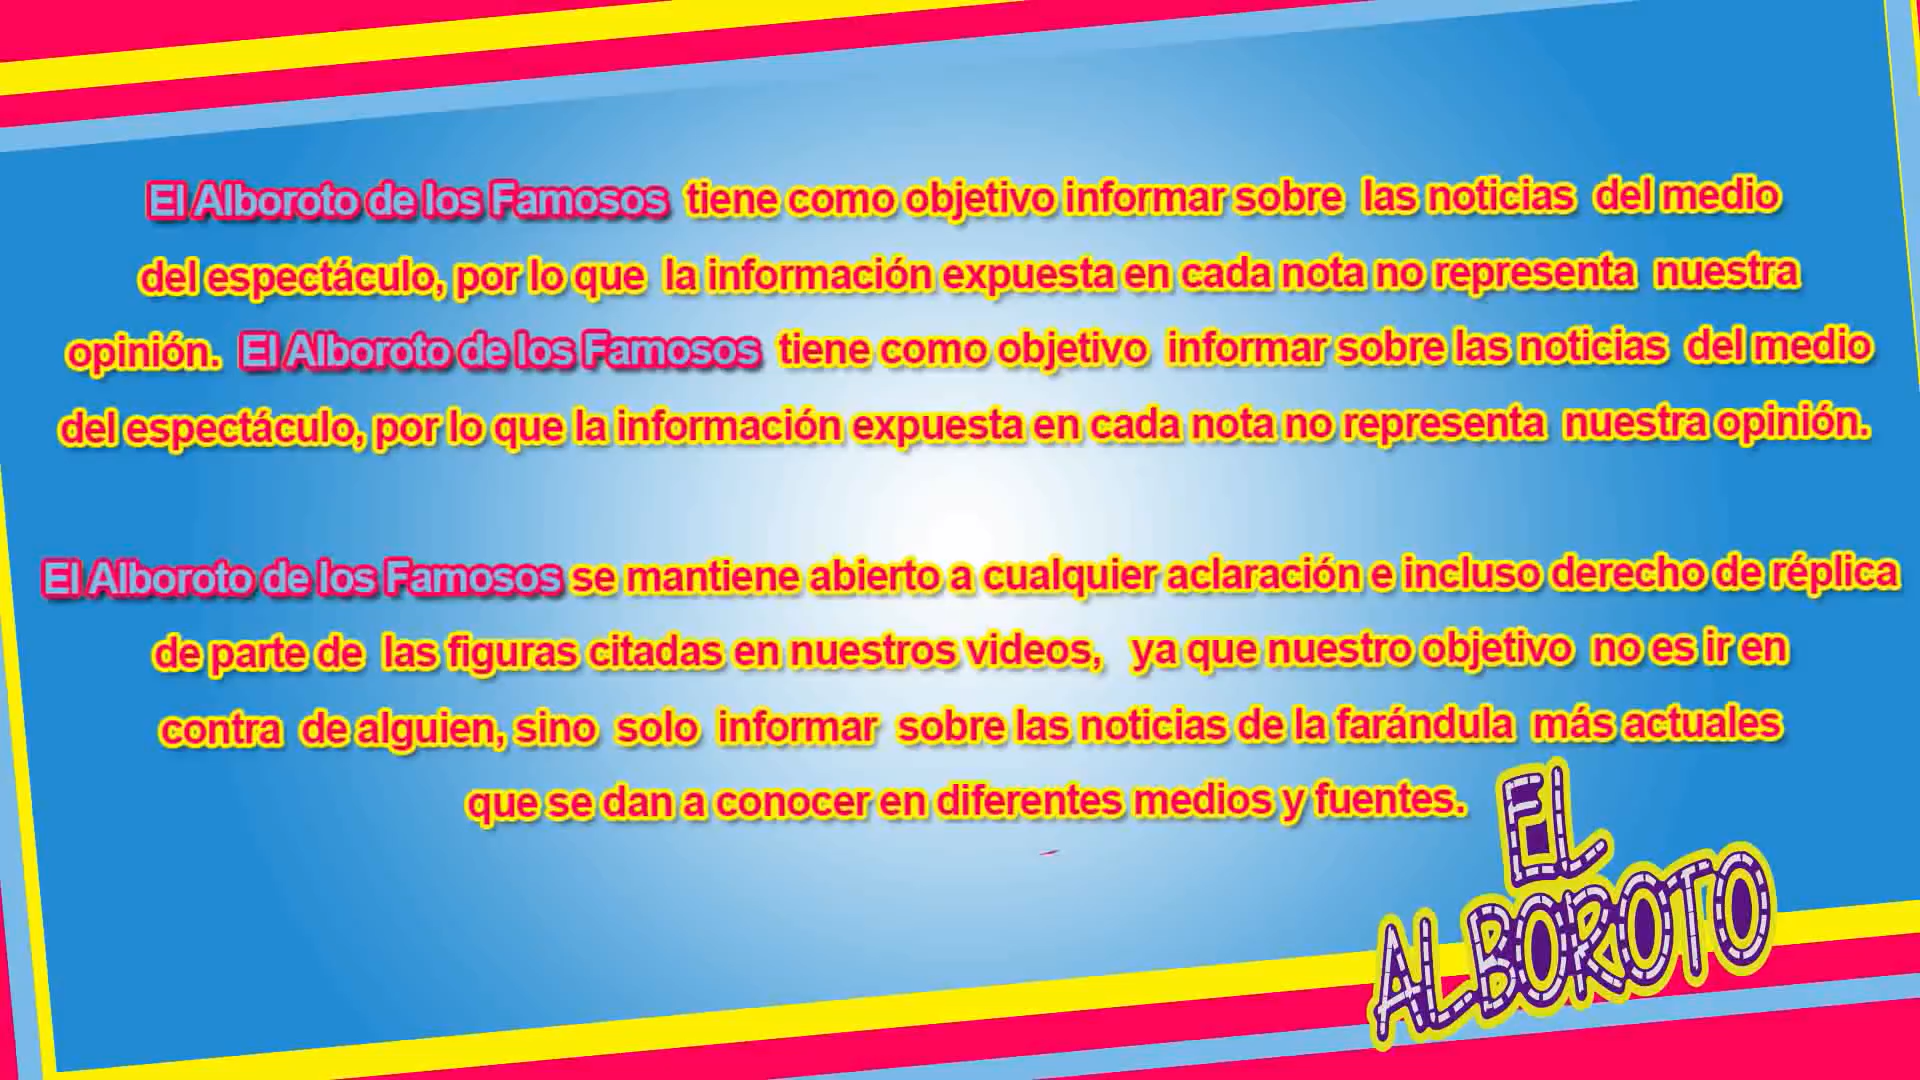 El Alboroto de los Famosos tiene como objetivo informar sobre las noticias del medio
del espectáculo, por lo que la información expuesta en cada nota no representa nuestra
opinión. El Alboroto de los Famosos tiene como objetivo informar sobre las noticias del medio
del espectáculo, por lo que la información expuesta en cada nota no representa nuestra opinión.
El Alboroto de los Famosos se mantiene abierto a cualquier aclaración e incluso derecho de réplica
de parte de las figuras citadas en nuestros videos, ya que nuestro objetivo no es ir en
contra de alguien, sino solo informar sobre las noticias de la farándula más actuales
que se dan a conocer en diferentes medios y fuentes.
EL
ALBOROTO